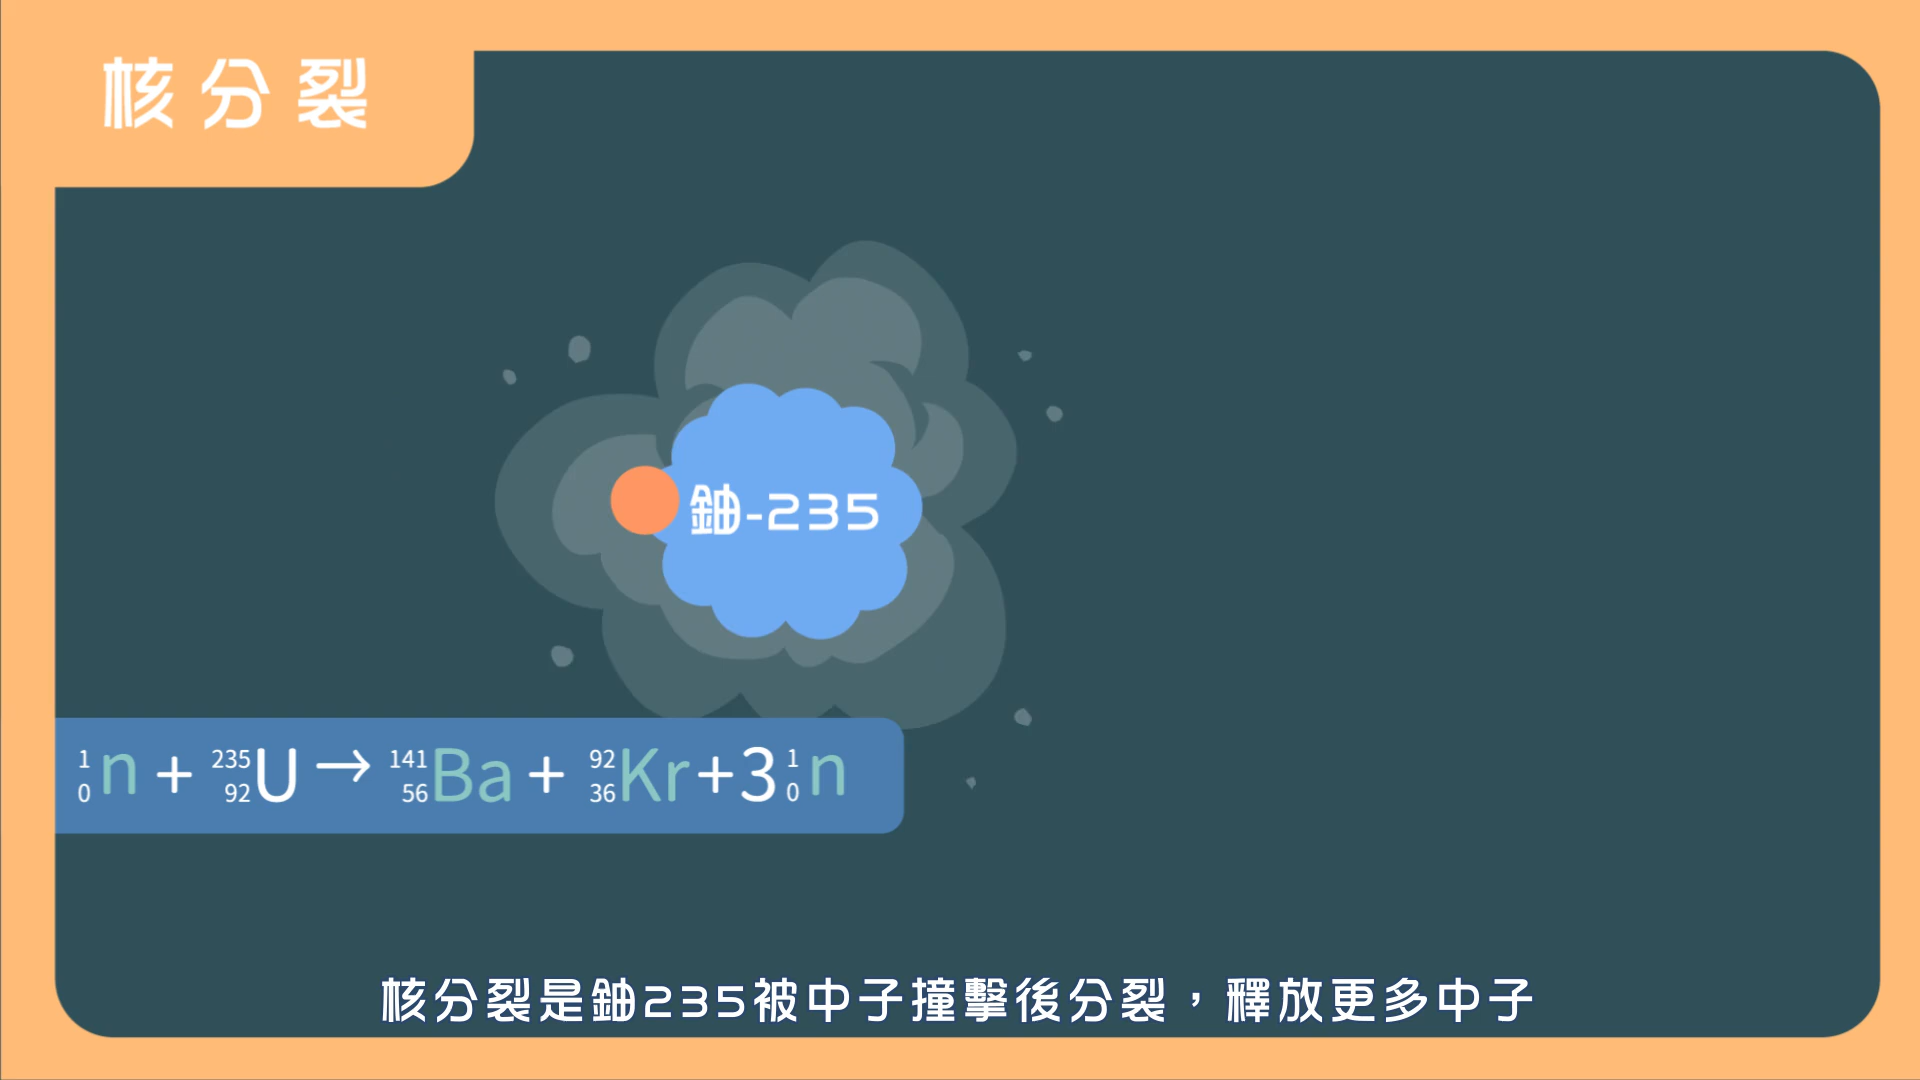 核分裂
鈾-235
¹₀n + ²³⁵₉₂U → ¹⁴¹₅₆Ba + ⁹²₃₆Kr+3¹₀n
核分裂是鈾235被中子撞擊後分裂，釋放更多中子